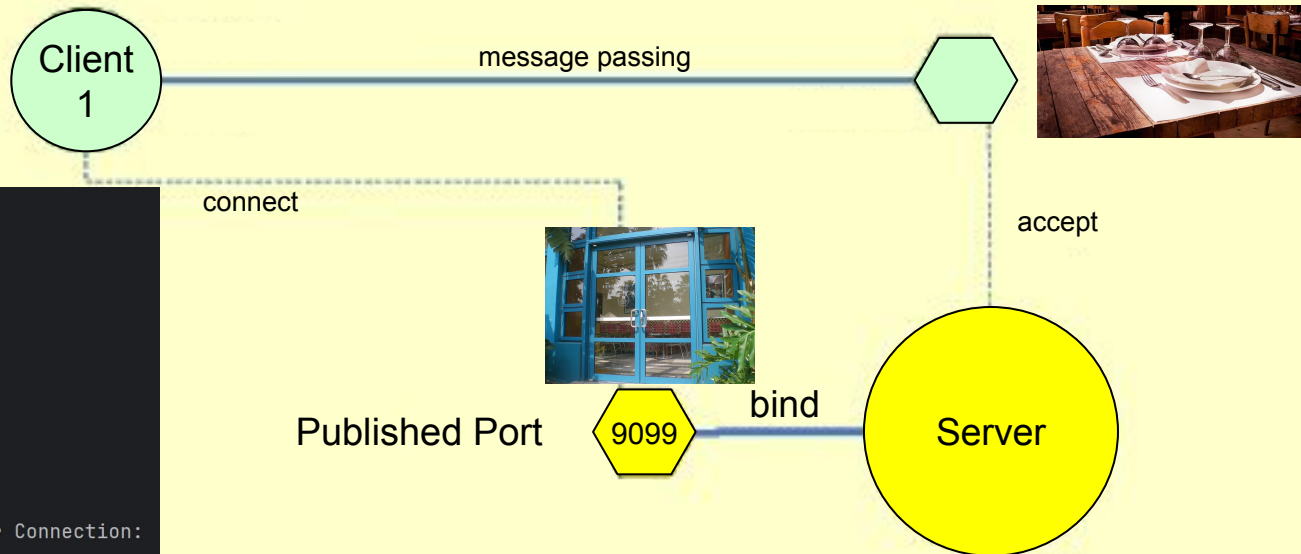 Client
1
message passing
connect
accept
Published Port
9099
bind
Server
Connection: